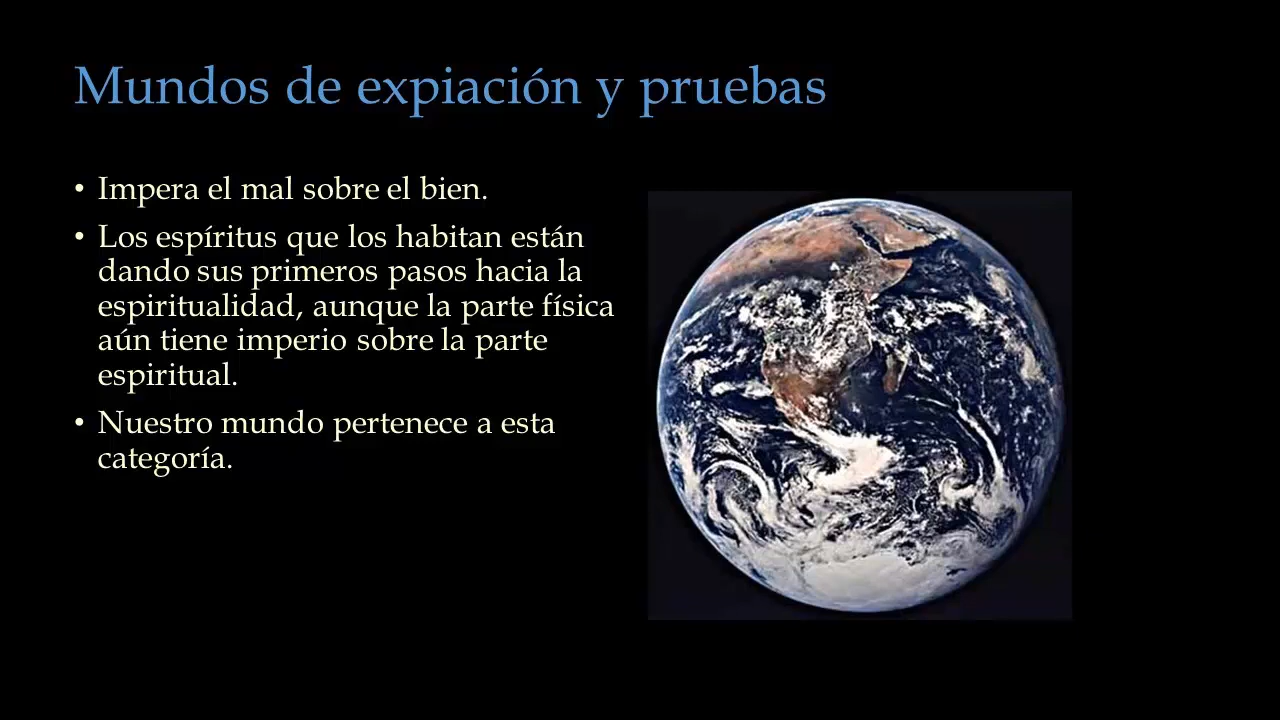 Mundos de expiación y pruebas
• Impera el mal sobre el bien.
• Los espíritus que los habitan están
dando sus primeros pasos hacia la
espiritualidad, aunque la parte física
aún tiene imperio sobre la parte
espiritual.
• Nuestro mundo pertenece a esta
categoría.